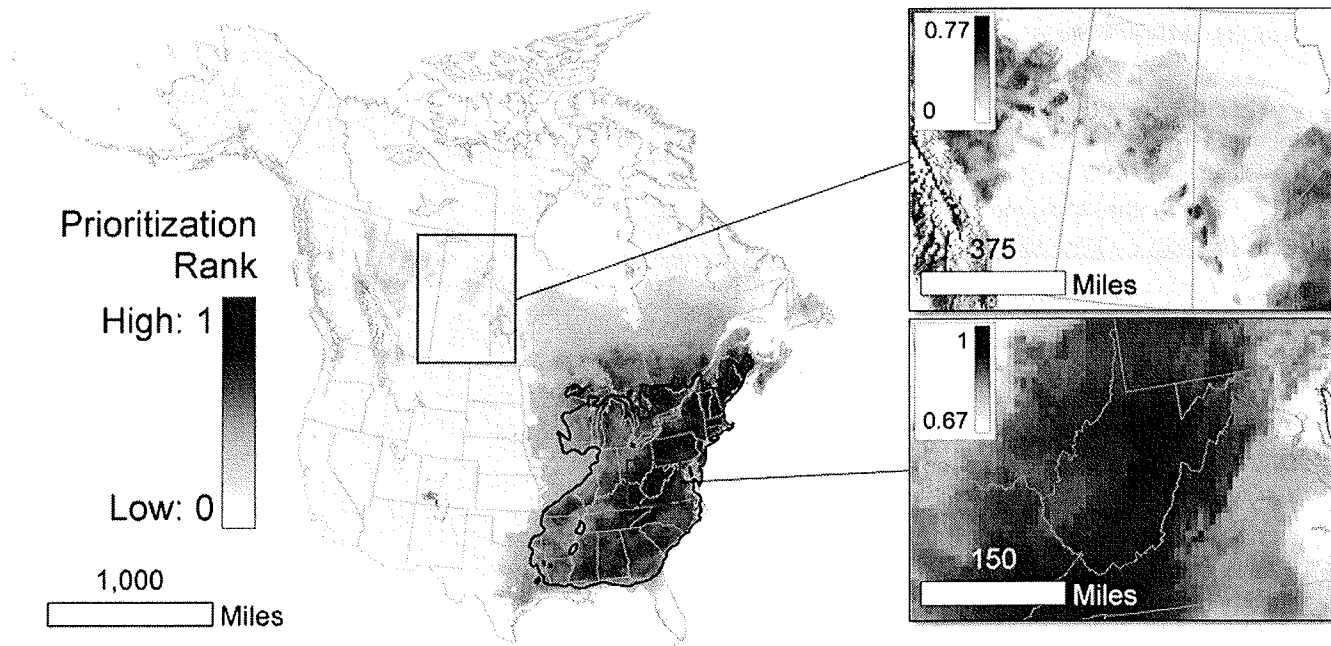 Prioritization
Rank
High: 1
Low: 0
1,000
Miles
0.77
0
375
Miles
1
0.67
150
Miles